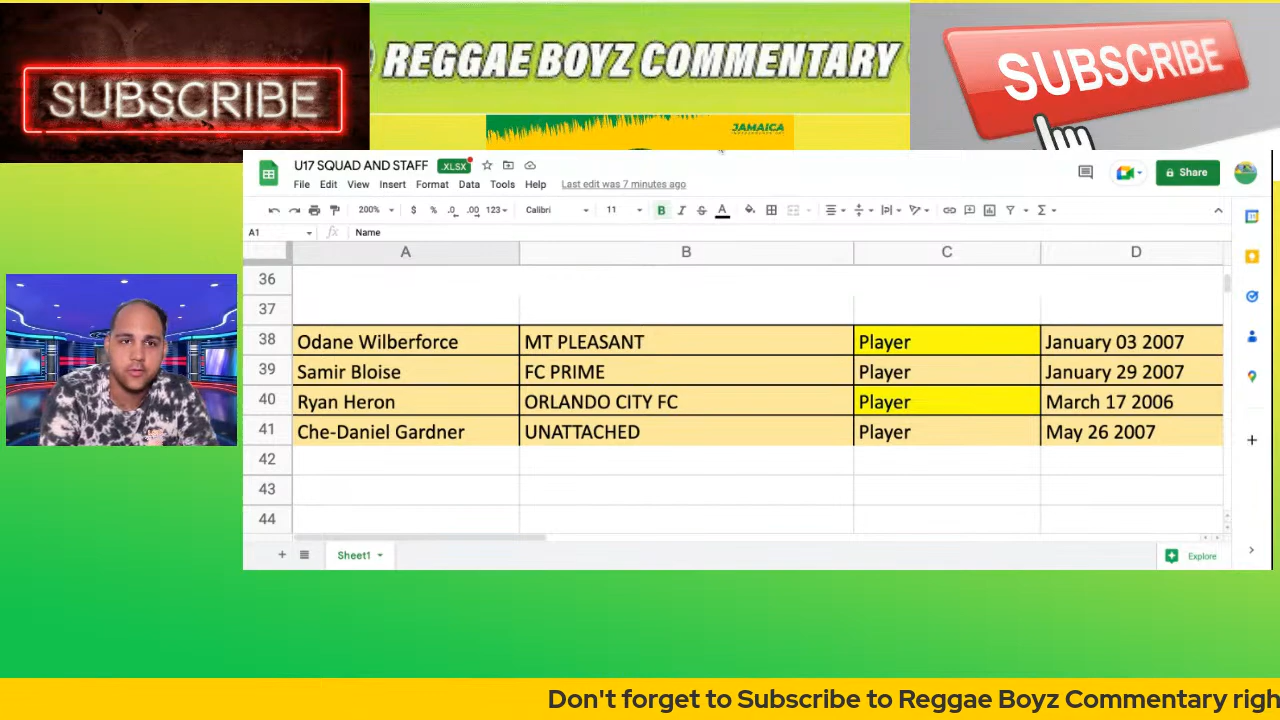 SUBSCRIBE
REGGAE BOYZ COMMENTARY
SUBSCRIBE
JAMAICA
U17 SQUAD AND STAFF .XLSX
Share
File Edit View Insert Format Data Tools Help Last edit was 7 minutes ago
200% $ % .0 .00 123 Calibri 11 B I S A
A1 fx Name
A B C D
36
37
38 Odane Wilberforce MT PLEASANT Player January 03 2007
39 Samir Bloise FC PRIME Player January 29 2007
40 Ryan Heron ORLANDO CITY FC Player March 17 2006
41 Che-Daniel Gardner UNATTACHED Player May 26 2007
42
43
44
+ Sheet1 Explore
Don't forget to Subscribe to Reggae Boyz Commentary righ